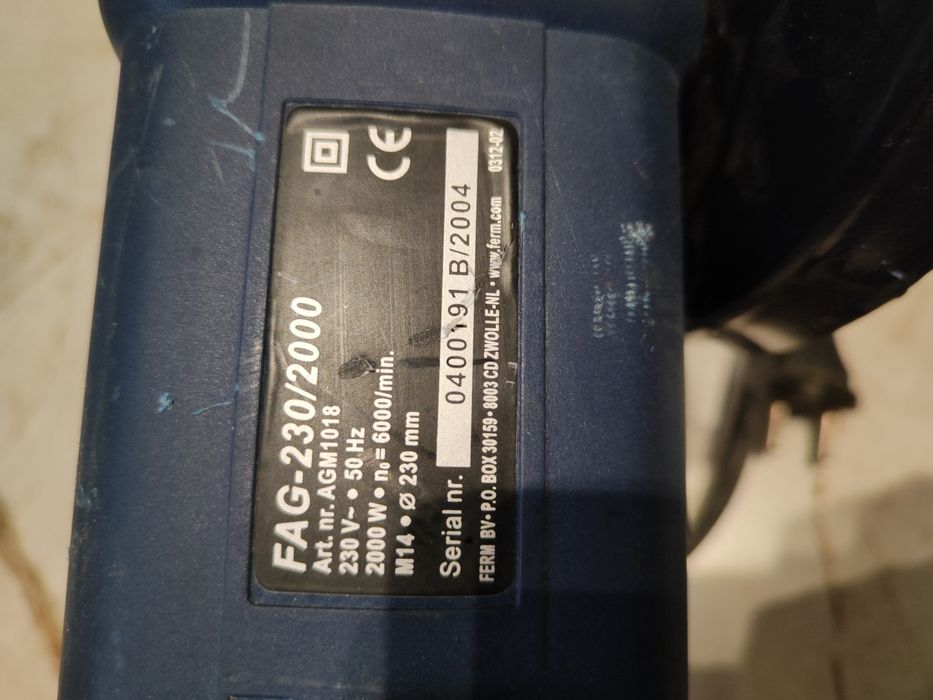 FAG-230/2000
Art. nr. AGM1018
230 V~ • 50 Hz
2000 W • n₀ = 6000/min.
M14 • Ø 230 mm
CE
Serial nr. 0400191 B/2004
FERM BV • P.O. BOX 30159 • 8003 CD ZWOLLE-NL • www.ferm.com 0312-02